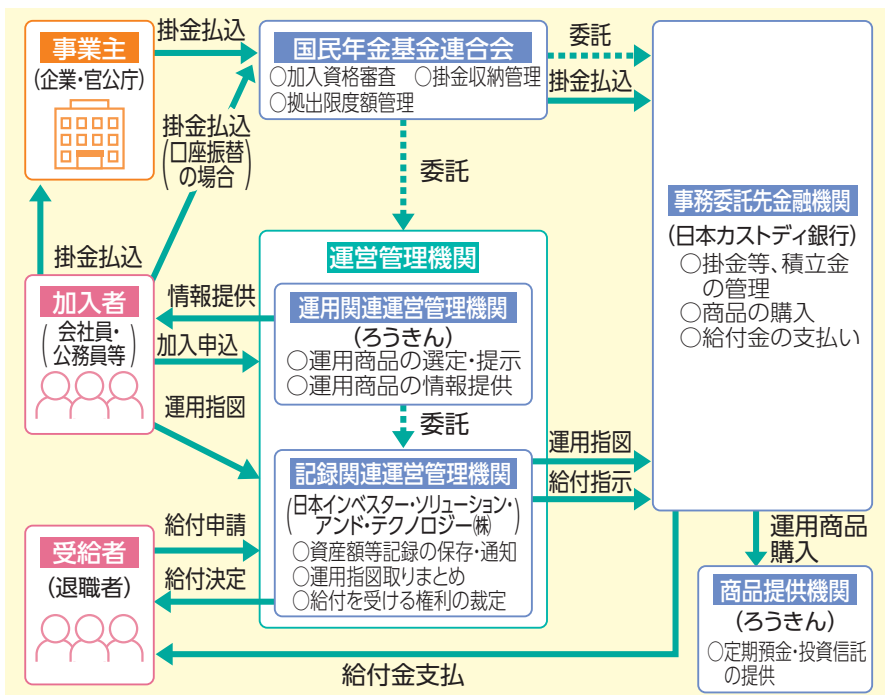 事業主
(企業・官公庁)
掛金払込
国民年金基金連合会
○加入資格審査　○掛金収納管理
○拠出限度額管理
委託
掛金払込
掛金払込
(口座振替
の場合)
委託
掛金払込
事務委託先金融機関
(日本カストディ銀行)
○掛金等、積立金
の管理
○商品の購入
○給付金の支払い
加入者
(会社員・
公務員等)
情報提供
加入申込
運用指図
運営管理機関
運用関連運営管理機関
(ろうきん)
○運用商品の選定・提示
○運用商品の情報提供
委託
記録関連運営管理機関
(日本インベスター・ソリューション・
アンド・テクノロジー㈱)
○資産額等記録の保存・通知
○運用指図取りまとめ
○給付を受ける権利の裁定
運用指図
給付指示
受給者
(退職者)
給付申請
給付決定
給付金支払
運用商品
購入
商品提供機関
(ろうきん)
○定期預金・投資信託
の提供